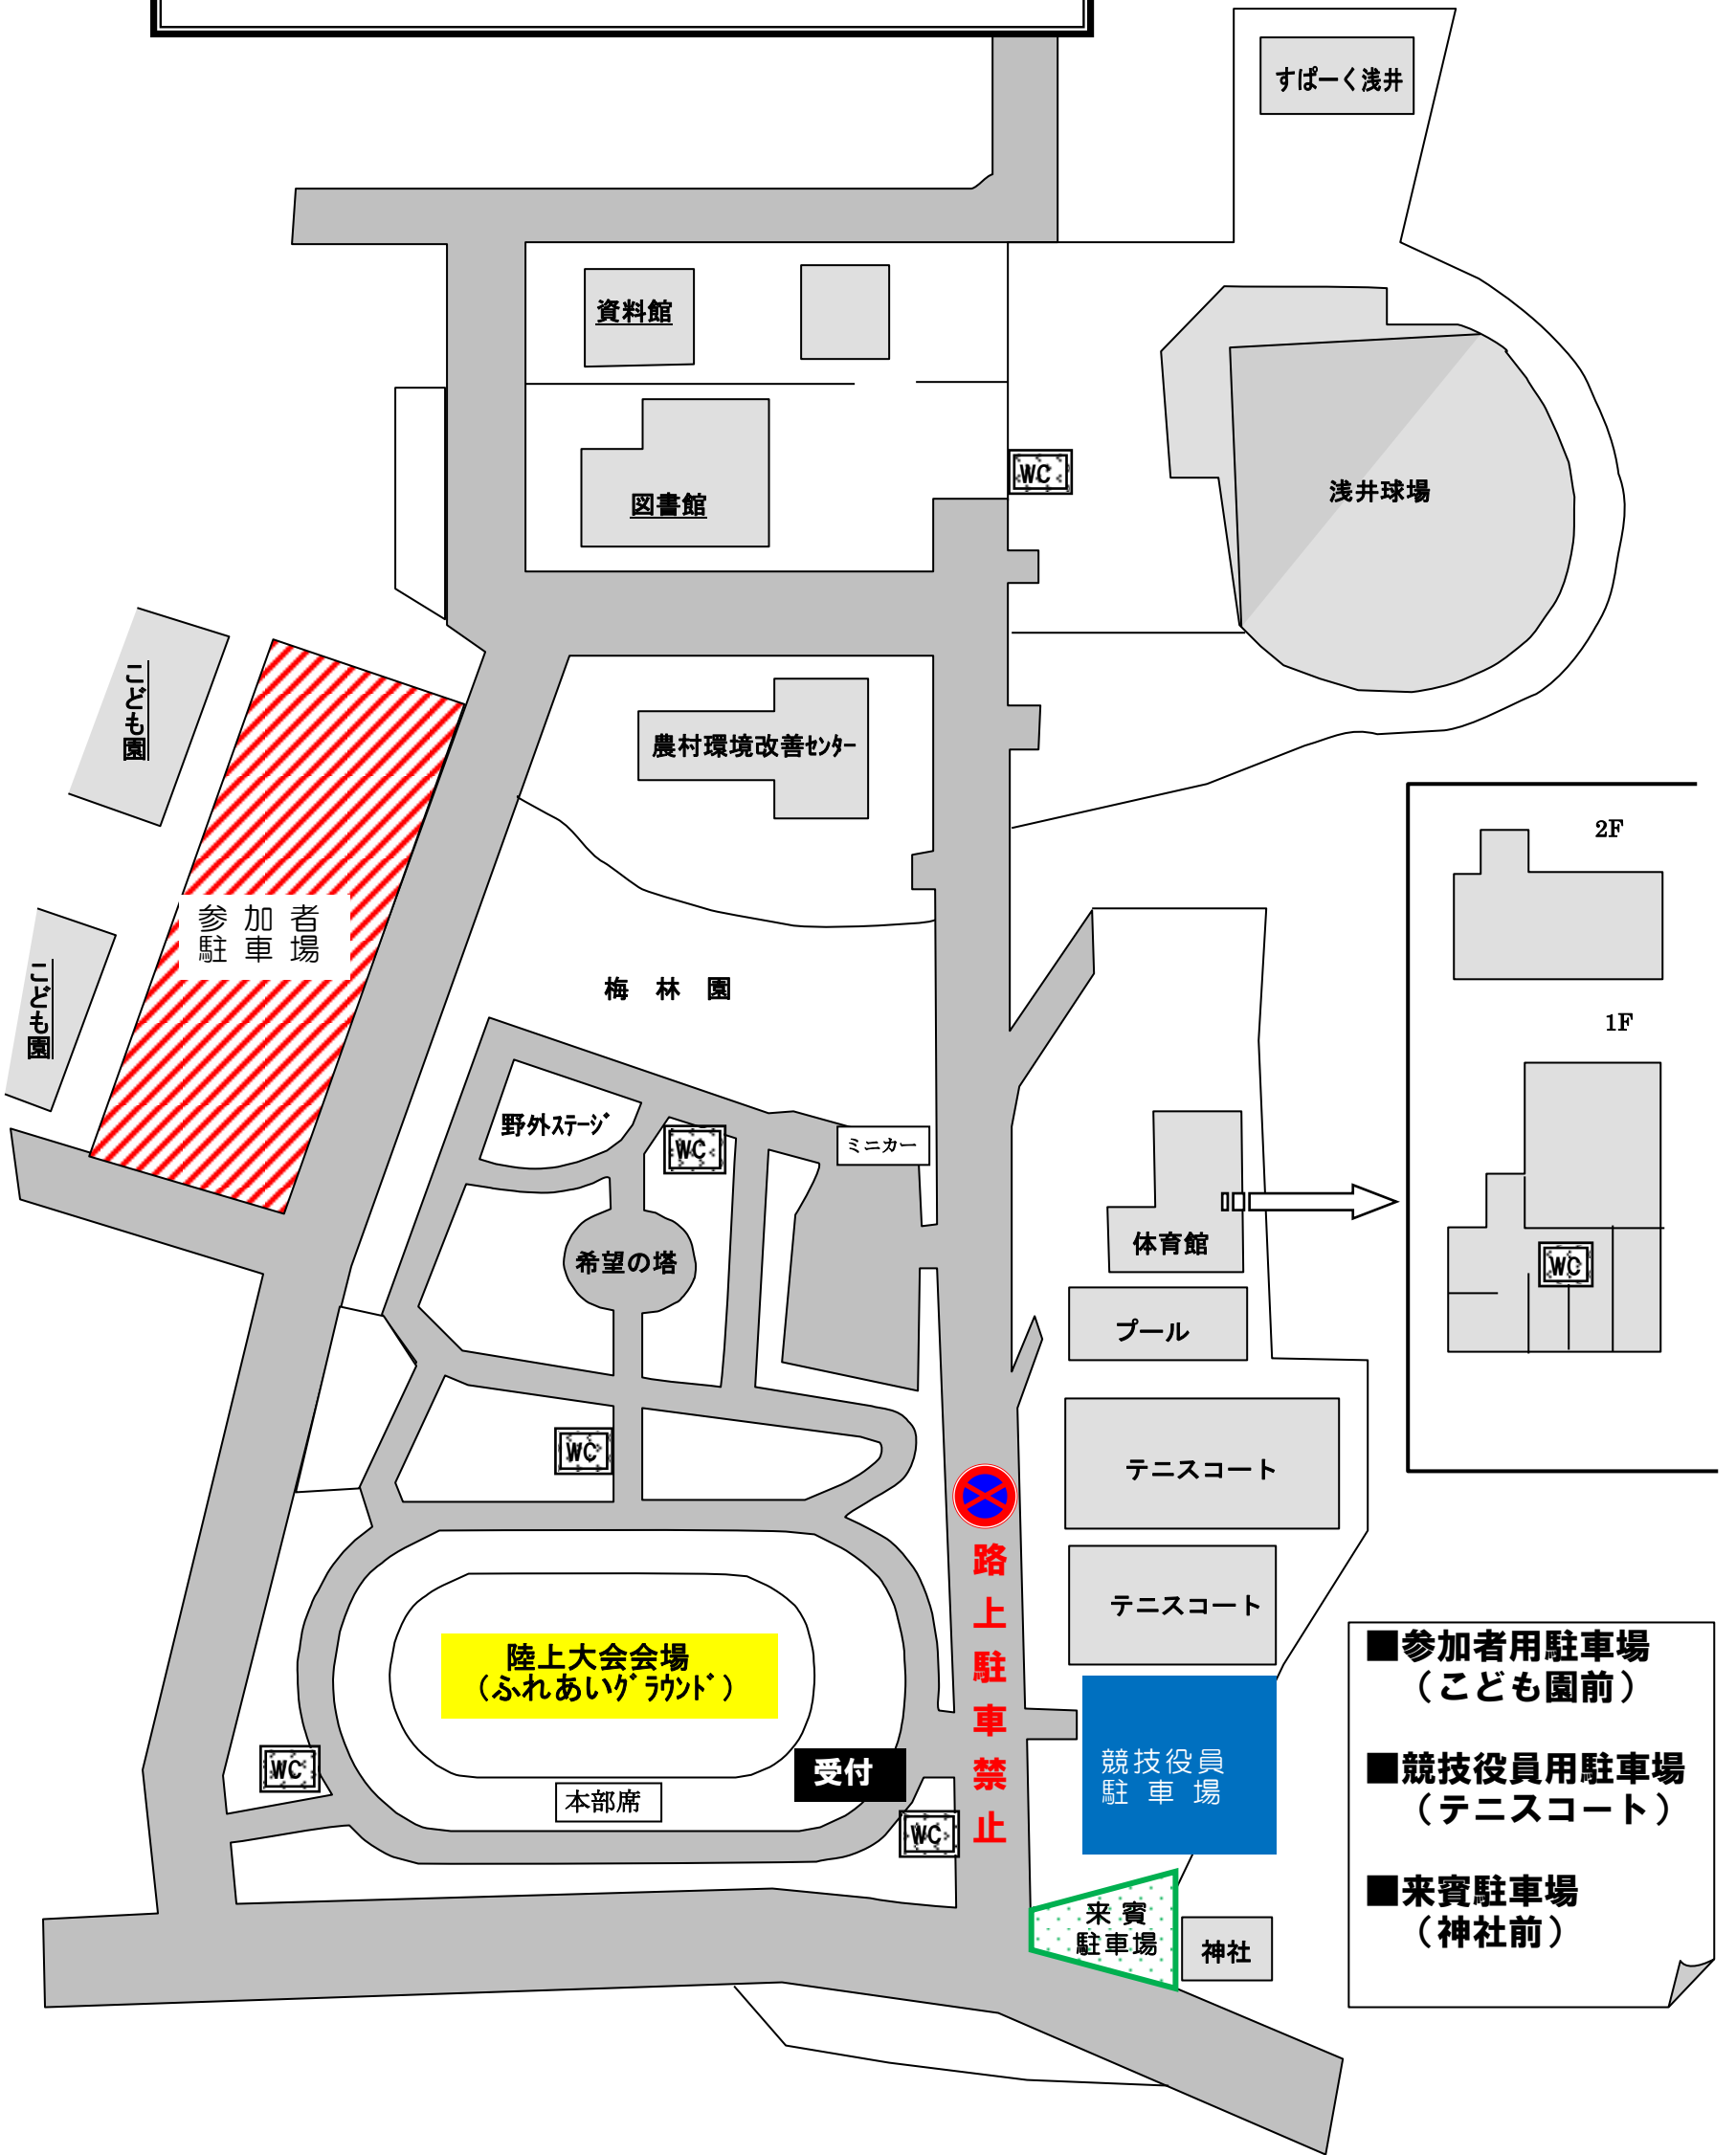 すぱーく浅井
資料館
図書館
WC
浅井球場
こども園
農村環境改善ｾﾝﾀｰ
2F
参 加 者
駐 車 場
こども園
梅 林 園
1F
野外ｽﾃｰｼﾞ
WC
ミニカー
希望の塔
体育館
WC
プール
WC
テニスコート
テニスコート
路上駐車禁止
陸上大会会場
（ふれあいｸﾞﾗｳﾝﾄﾞ）
受付
WC
本部席
WC
競技役員
駐 車 場
来 賓
駐車場
神社
■参加者用駐車場
（こども園前）
■競技役員用駐車場
（テニスコート）
■来賓駐車場
（神社前）